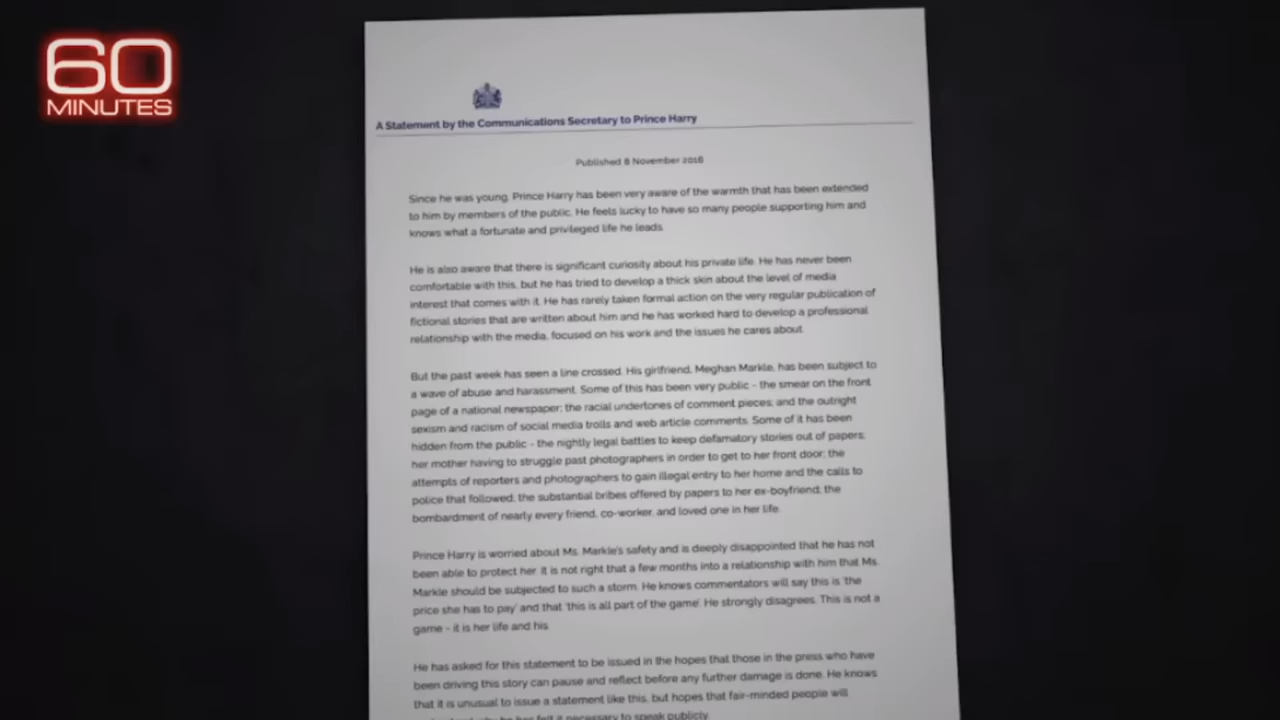 60
MINUTES
A Statement by the Communications Secretary to Prince Harry
Published 8 November 2016
Since he was young, Prince Harry has been very aware of the warmth that has been extended
to him by members of the public. He feels lucky to have so many people supporting him and
knows what a fortunate and privileged life he leads.
He is also aware that there is significant curiosity about his private life. He has never been
comfortable with this, but he has tried to develop a thick skin about the level of media
interest that comes with it. He has rarely taken formal action on the very regular publication of
fictional stories that are written about him and he has worked hard to develop a professional
relationship with the media, focused on his work and the issues he cares about.
But the past week has seen a line crossed. His girlfriend, Meghan Markle, has been subject to
a wave of abuse and harassment. Some of this has been very public - the smear on the front
page of a national newspaper; the racial undertones of comment pieces; and the outright
sexism and racism of social media trolls and web article comments. Some of it has been
hidden from the public - the nightly legal battles to keep defamatory stories out of papers;
her mother having to struggle past photographers in order to get to her front door; the
attempts of reporters and photographers to gain illegal entry to her home and the calls to
police that followed; the substantial bribes offered by papers to her ex-boyfriend; the
bombardment of nearly every friend, co-worker, and loved one in her life.
Prince Harry is worried about Ms. Markle's safety and is deeply disappointed that he has not
been able to protect her. It is not right that a few months into a relationship with him that Ms.
Markle should be subjected to such a storm. He knows commentators will say this is 'the
price she has to pay' and that 'this is all part of the game'. He strongly disagrees. This is not a
game - it is her life and his.
He has asked for this statement to be issued in the hopes that those in the press who have
been driving this story can pause and reflect before any further damage is done. He knows
that it is unusual to issue a statement like this, but hopes that fair-minded people will
he has felt it necessary to speak publicly.